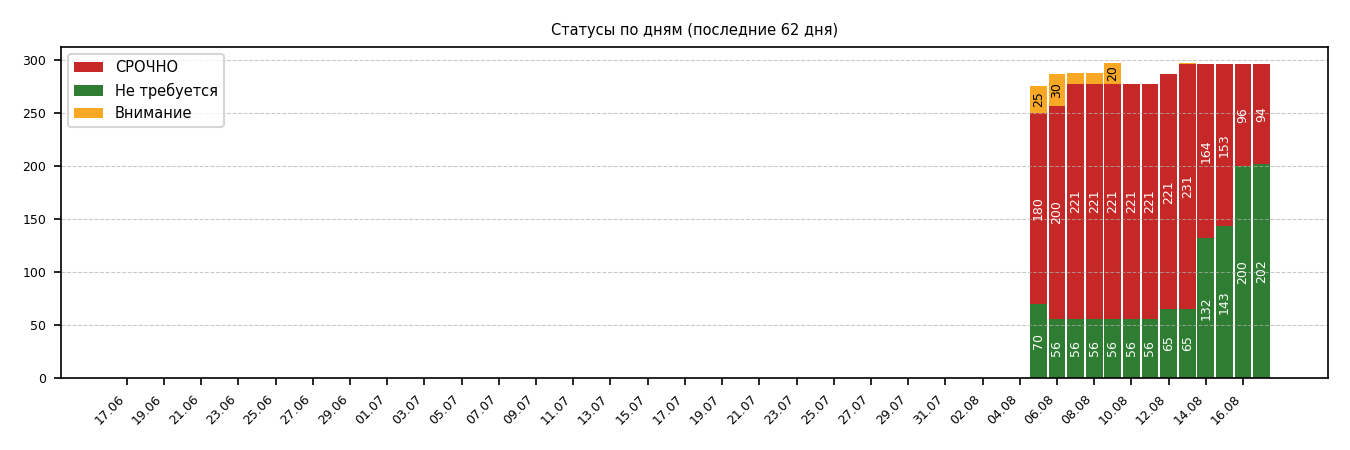 Статусы по дням (последние 62 дня)
СРОЧНО
Не требуется
Внимание
300
250
200
150
100
50
0
25 30 20
180 200 221 221 221 221 221 221 231 164 153 96 94
70 56 56 56 56 56 56 65 65 132 143 200 202
17.06 19.06 21.06 23.06 25.06 27.06 29.06 01.07 03.07 05.07 07.07 09.07 11.07 13.07 15.07 17.07 19.07 21.07 23.07 25.07 27.07 29.07 31.07 02.08 04.08 06.08 08.08 10.08 12.08 14.08 16.08